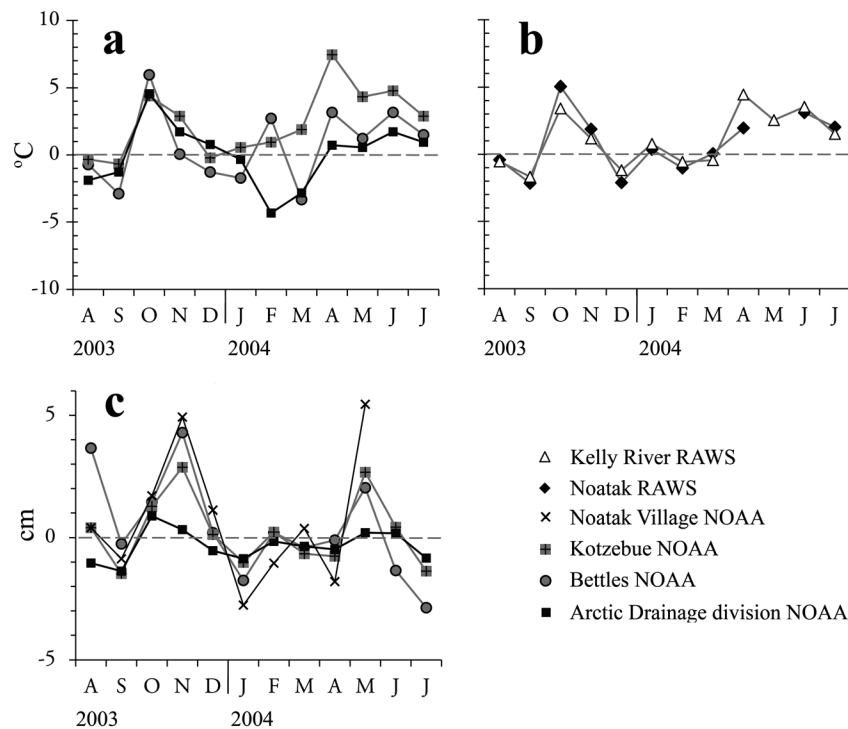 a
10
5
0
-5
-10
°C
A S O N D J F M A M J J
2003 2004
b
A S O N D J F M A M J J
2003 2004
c
5
0
-5
cm
A S O N D J F M A M J J
2003 2004
Kelly River RAWS
Noatak RAWS
Noatak Village NOAA
Kotzebue NOAA
Bettles NOAA
Arctic Drainage division NOAA